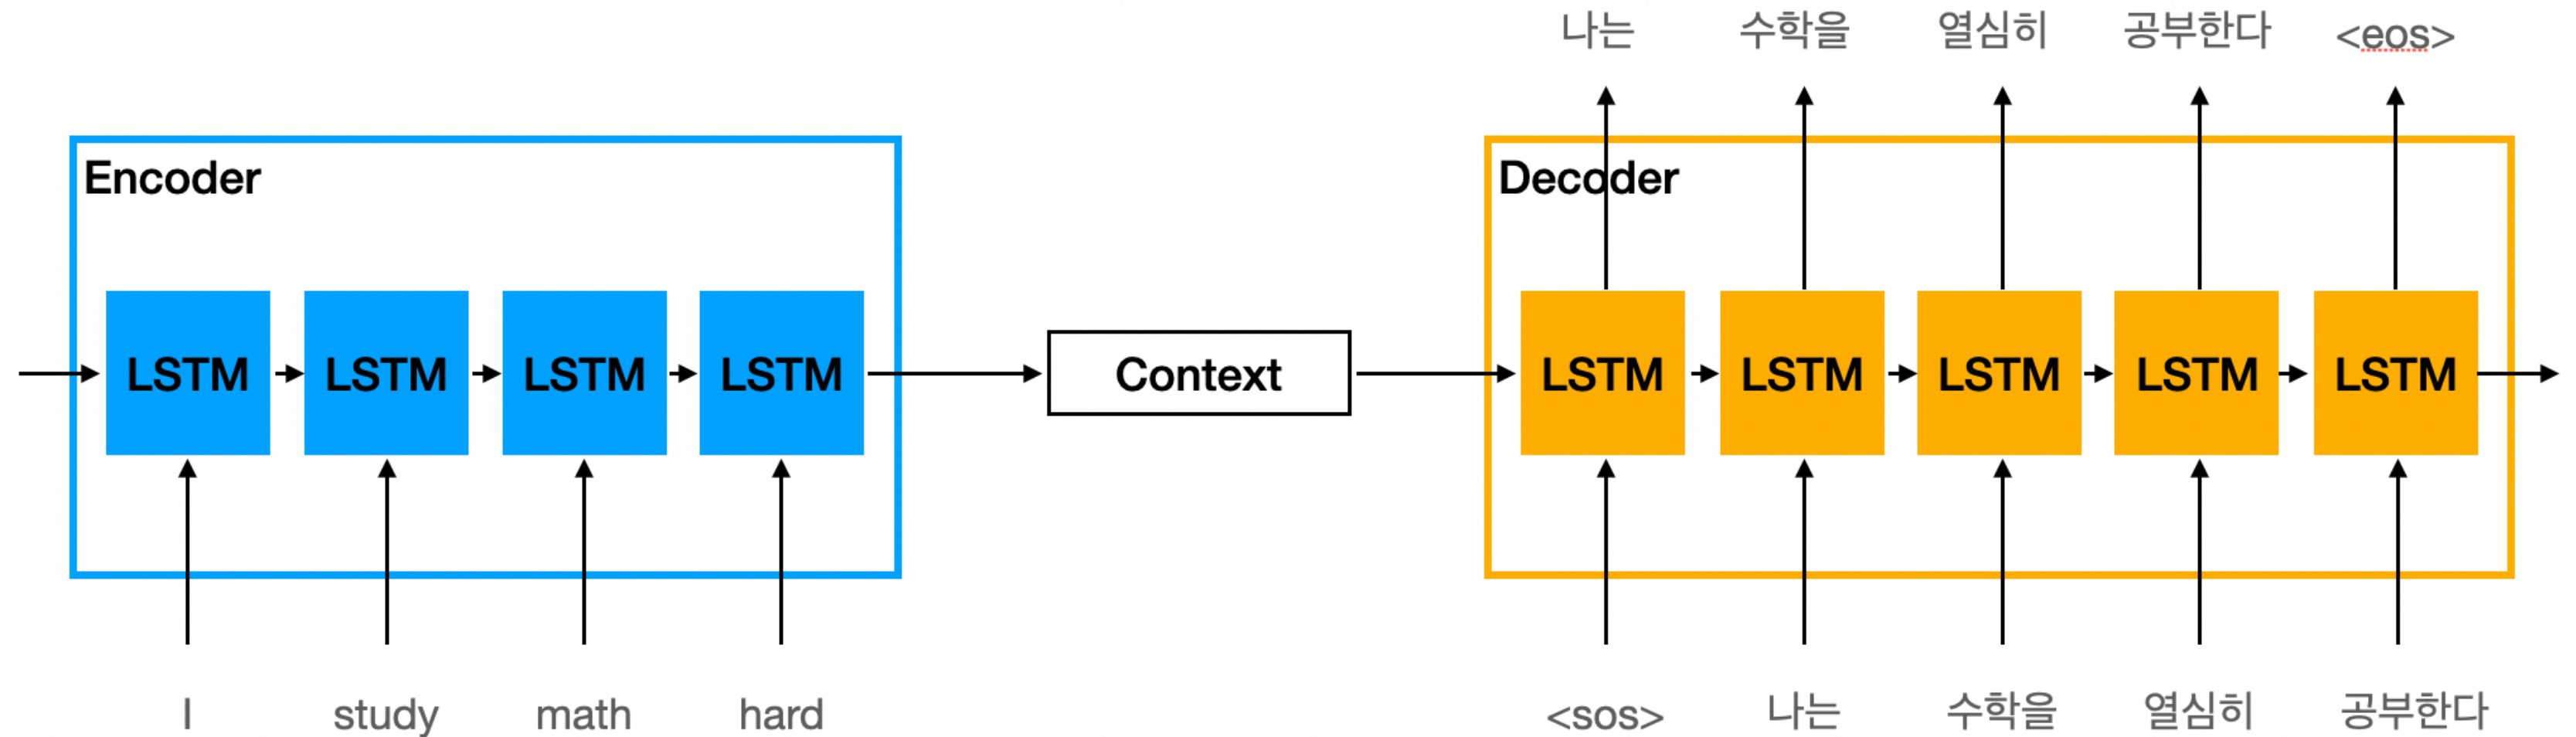 나는 수학을 열심히 공부한다 <eos>
Encoder
Decoder
LSTM LSTM LSTM LSTM
Context
LSTM LSTM LSTM LSTM LSTM
I study math hard
<sos> 나는 수학을 열심히 공부한다